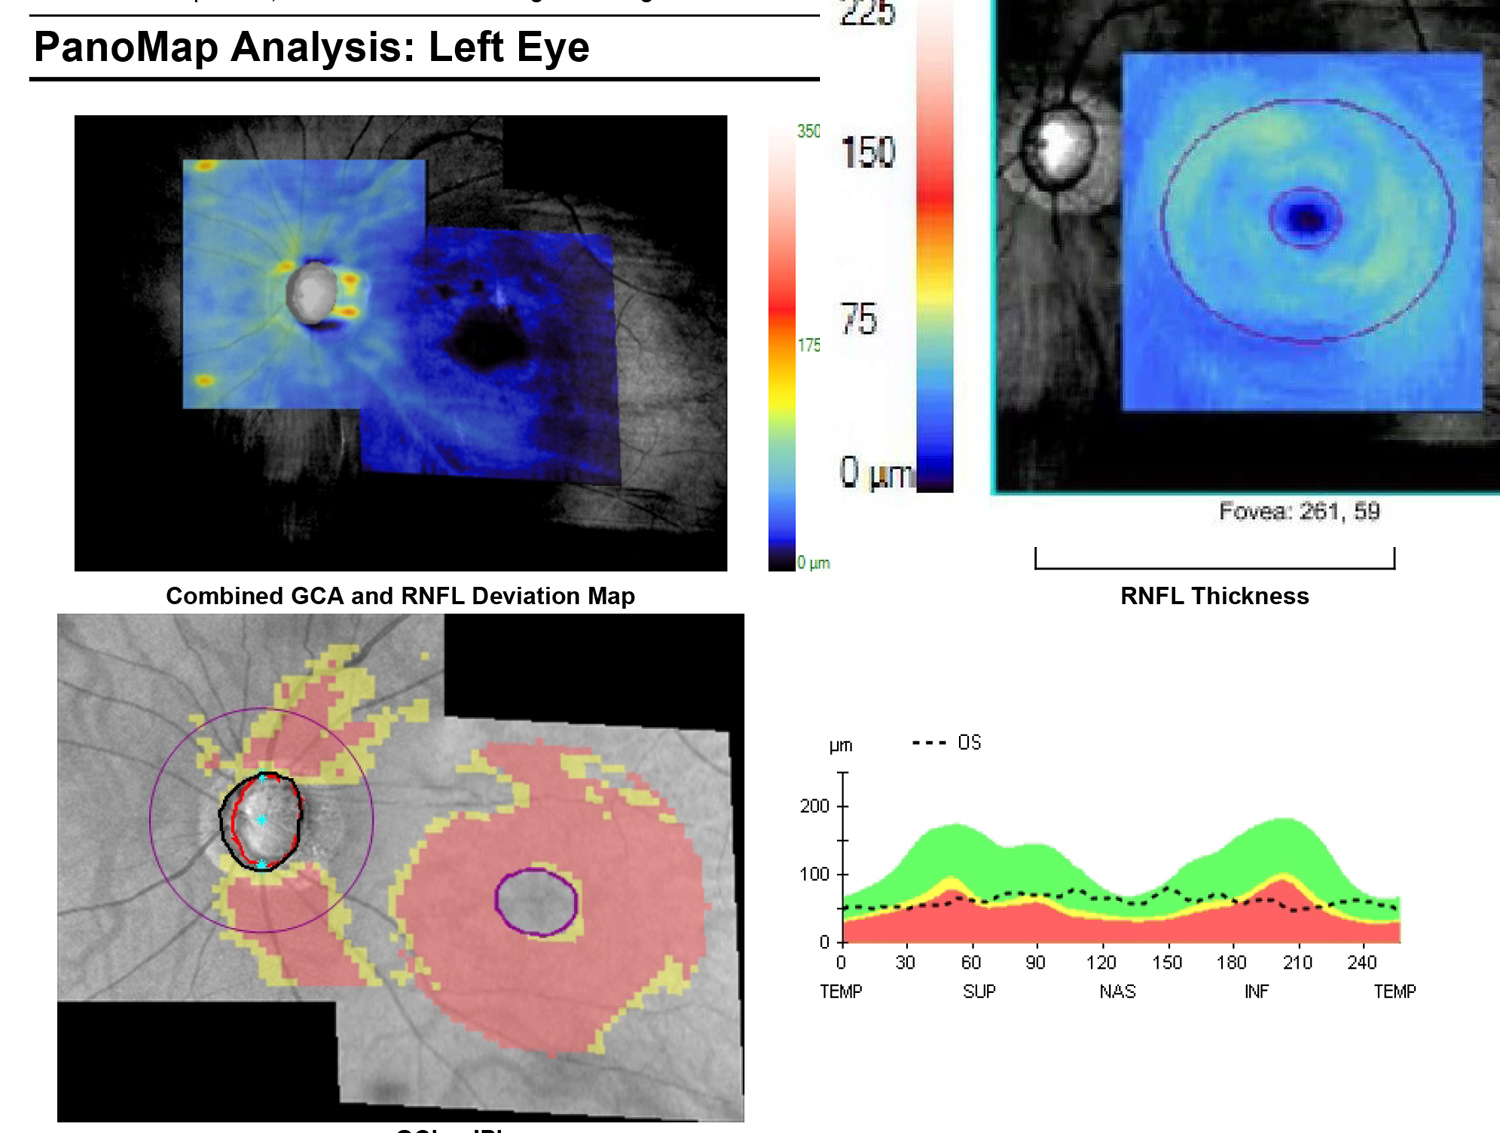 PanoMap Analysis: Left Eye
350
175
0 µm
225
150
75
0 µm
Fovea: 261, 59
Combined GCA and RNFL Deviation Map
RNFL Thickness
µm
OS
200
100
0
0 30 60 90 120 150 180 210 240
TEMP SUP NAS INF TEMP